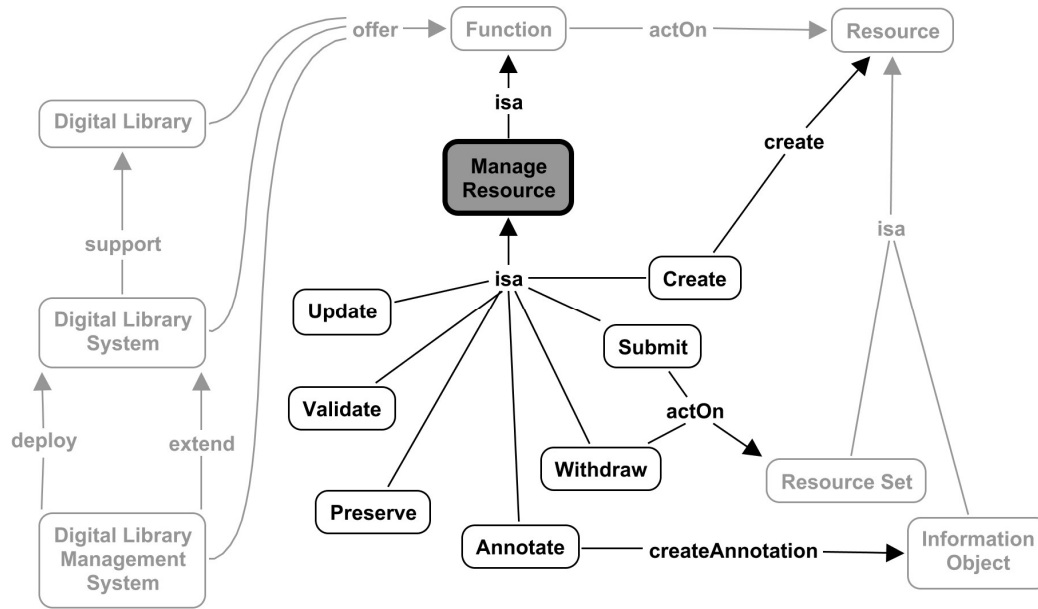 offer
Function
actOn
Resource
isa
Digital Library
create
Manage
Resource
support
isa
isa
Create
Update
Digital Library
System
Submit
Validate
actOn
deploy
extend
Withdraw
Resource Set
Preserve
Digital Library
Management
System
Annotate
createAnnotation
Information
Object